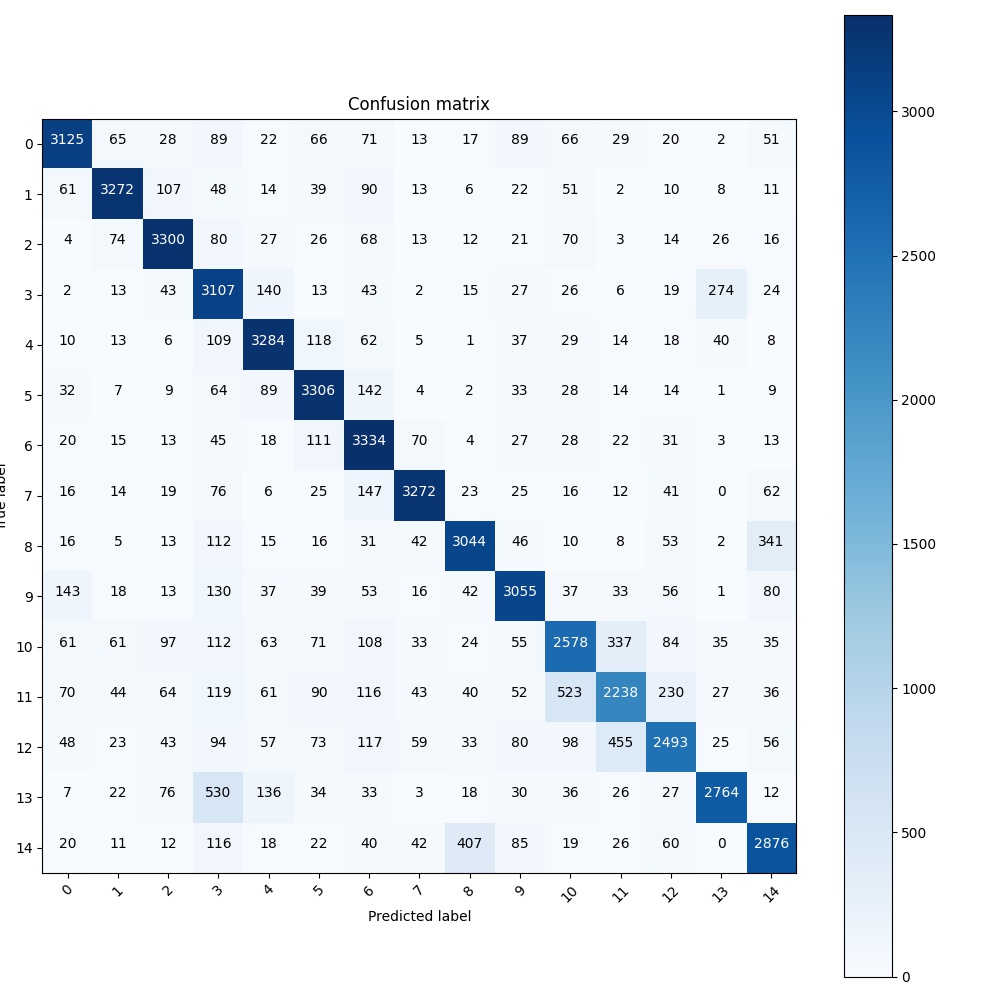 Confusion matrix
0 3125 65 28 89 22 66 71 13 17 89 66 29 20 2 51
1 61 3272 107 48 14 39 90 13 6 22 51 2 10 8 11
2 4 74 3300 80 27 26 68 13 12 21 70 3 14 26 16
3 2 13 43 3107 140 13 43 2 15 27 26 6 19 274 24
4 10 13 6 109 3284 118 62 5 1 37 29 14 18 40 8
5 32 7 9 64 89 3306 142 4 2 33 28 14 14 1 9
6 20 15 13 45 18 111 3334 70 4 27 28 22 31 3 13
7 16 14 19 76 6 25 147 3272 23 25 16 12 41 0 62
8 16 5 13 112 15 16 31 42 3044 46 10 8 53 2 341
9 143 18 13 130 37 39 53 16 42 3055 37 33 56 1 80
10 61 61 97 112 63 71 108 33 24 55 2578 337 84 35 35
11 70 44 64 119 61 90 116 43 40 52 523 2238 230 27 36
12 48 23 43 94 57 73 117 59 33 80 98 455 2493 25 56
13 7 22 76 530 136 34 33 3 18 30 36 26 27 2764 12
14 20 11 12 116 18 22 40 42 407 85 19 26 60 0 2876
0 1 2 3 4 5 6 7 8 9 10 11 12 13 14
Predicted label
label
3000
2500
2000
1500
1000
500
0